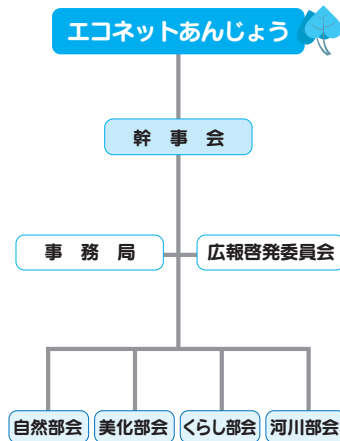 エコネットあんじょう
幹事会
事務局
広報啓発委員会
自然部会
美化部会
くらし部会
河川部会